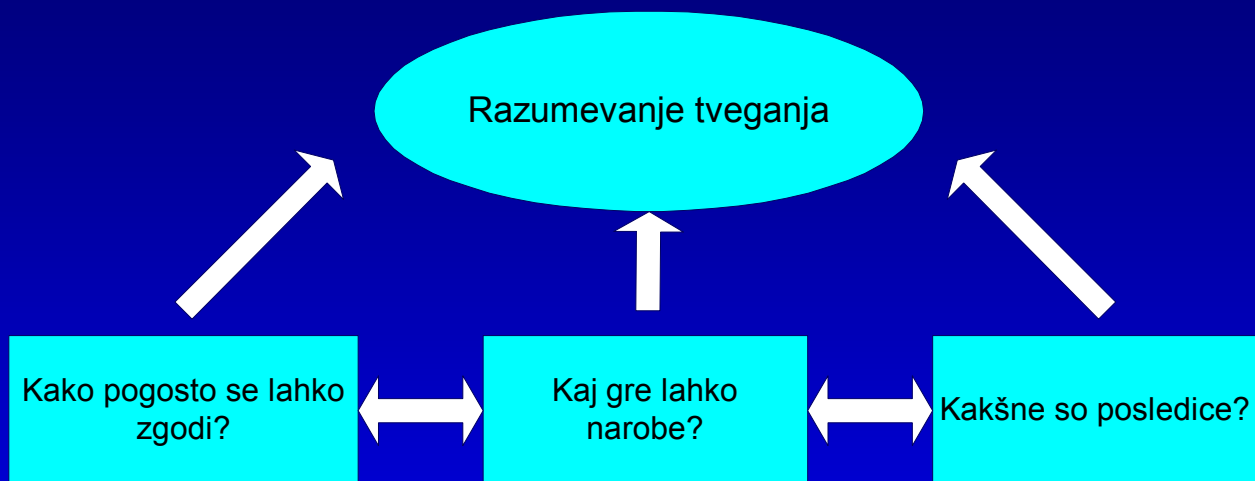 Razumevanje tveganja
Kako pogosto se lahko
zgodi?
Kaj gre lahko
narobe?
Kakšne so posledice?